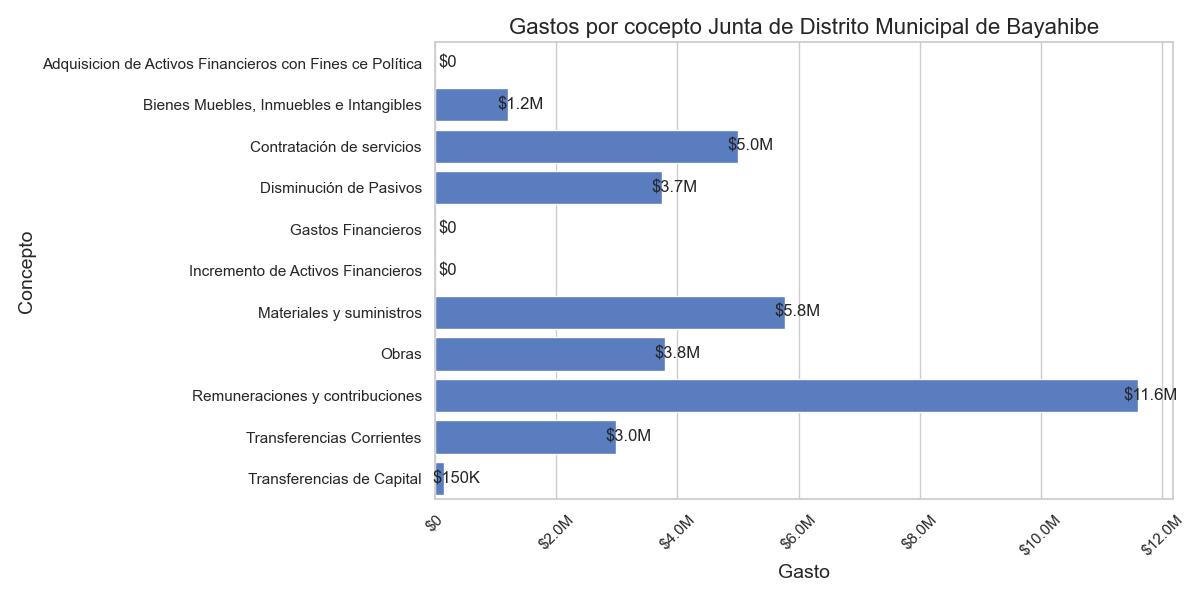 Gastos por cocepto Junta de Distrito Municipal de Bayahibe
Concepto
Adquisicion de Activos Financieros con Fines ce Política $0
Bienes Muebles, Inmuebles e Intangibles $1.2M
Contratación de servicios $5.0M
Disminución de Pasivos $3.7M
Gastos Financieros $0
Incremento de Activos Financieros $0
Materiales y suministros $5.8M
Obras $3.8M
Remuneraciones y contribuciones $11.6M
Transferencias Corrientes $3.0M
Transferencias de Capital $150K
$0 $2.0M $4.0M $6.0M $8.0M $10.0M $12.0M
Gasto